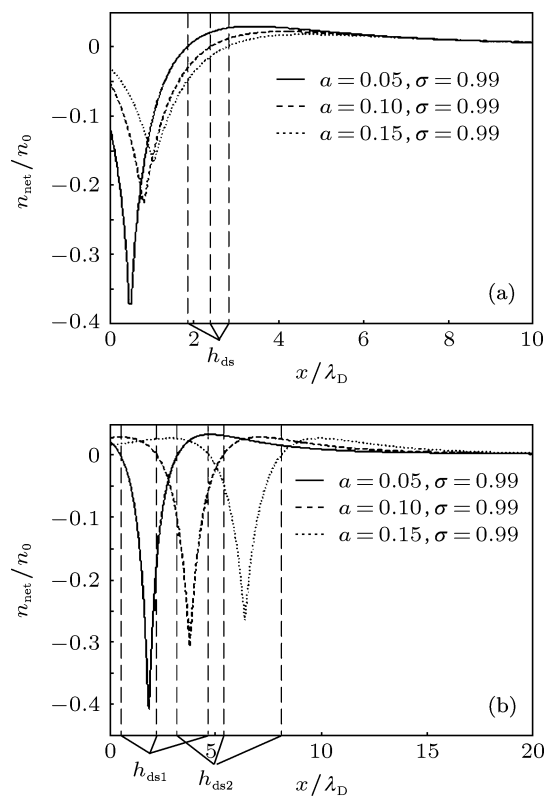 0
−0.1
−0.2
−0.3
−0.4
n_net/n_0
a=0.05, σ=0.99
a=0.10, σ=0.99
a=0.15, σ=0.99
(a)
0 2 4 6 8 10
h_ds
x/λ_D
0
−0.1
−0.2
−0.3
−0.4
n_net/n_0
a=0.05, σ=0.99
a=0.10, σ=0.99
a=0.15, σ=0.99
(b)
0 5 10 15 20
h_ds1 h_ds2 x/λ_D